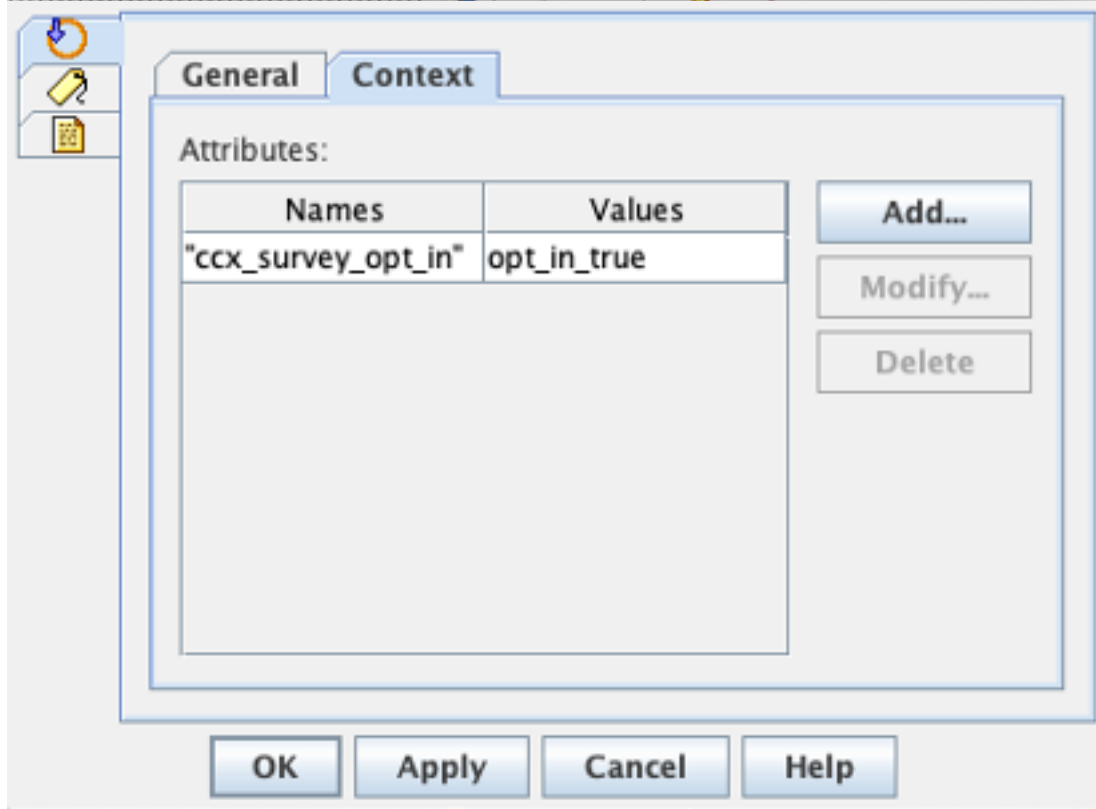 General Context
Attributes:
Names Values
"ccx_survey_opt_in" opt_in_true
Add...
Modify...
Delete
OK Apply Cancel Help